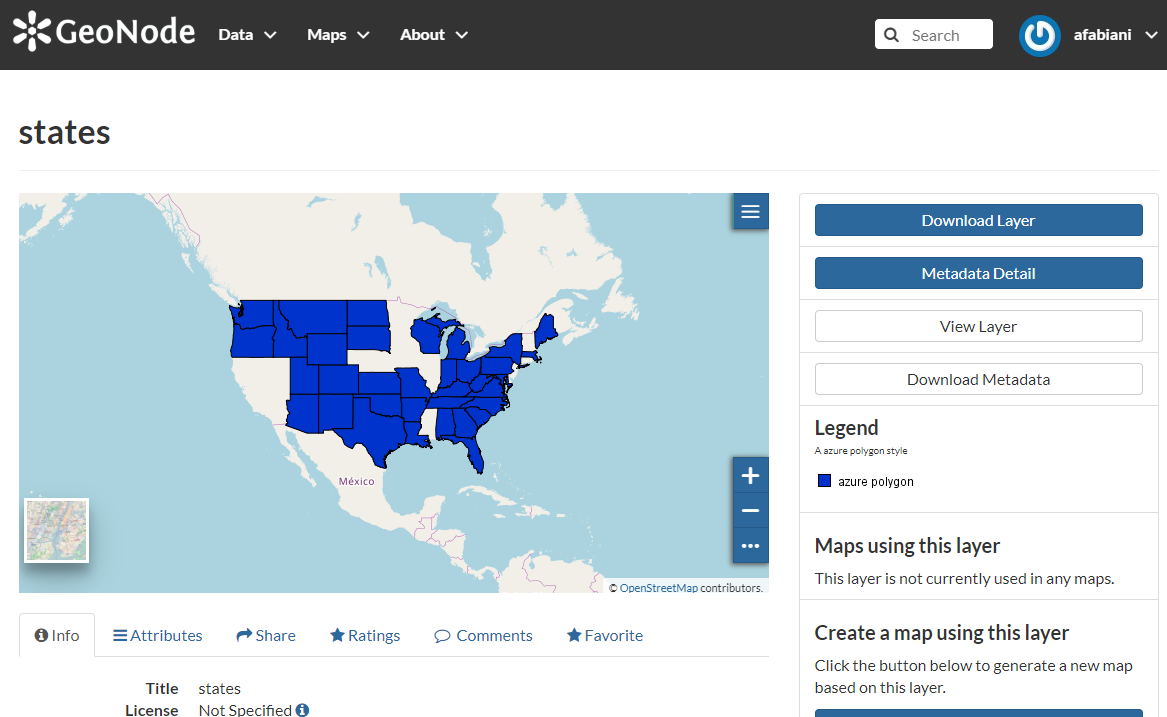 GeoNode Data Maps About Search afabiani
states
Download Layer
Metadata Detail
View Layer
Download Metadata
Legend
A azure polygon style
azure polygon
México
© OpenStreetMap contributors.
Maps using this layer
This layer is not currently used in any maps.
Create a map using this layer
Click the button below to generate a new map
based on this layer.
Info Attributes Share Ratings Comments Favorite
Title states
License Not Specified